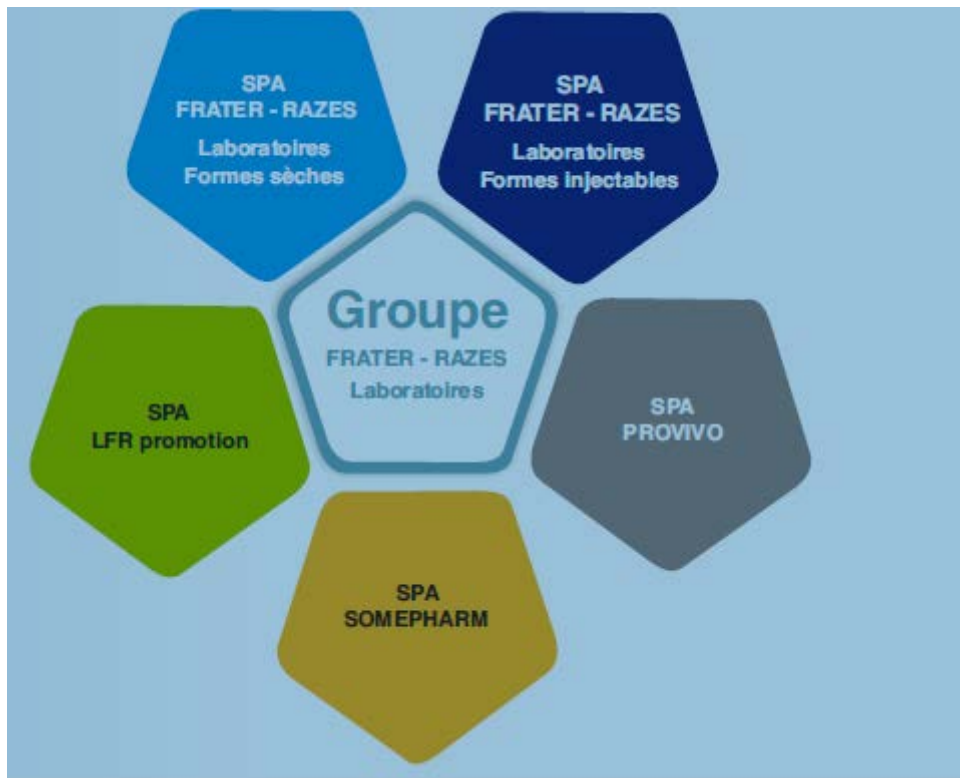 SPA
FRATER - RAZES
Laboratoires
Formes sèches
SPA
FRATER - RAZES
Laboratoires
Formes injectables
Groupe
FRATER - RAZES
Laboratoires
SPA
LFR promotion
SPA
PROVIVO
SPA
SOMEPHARM